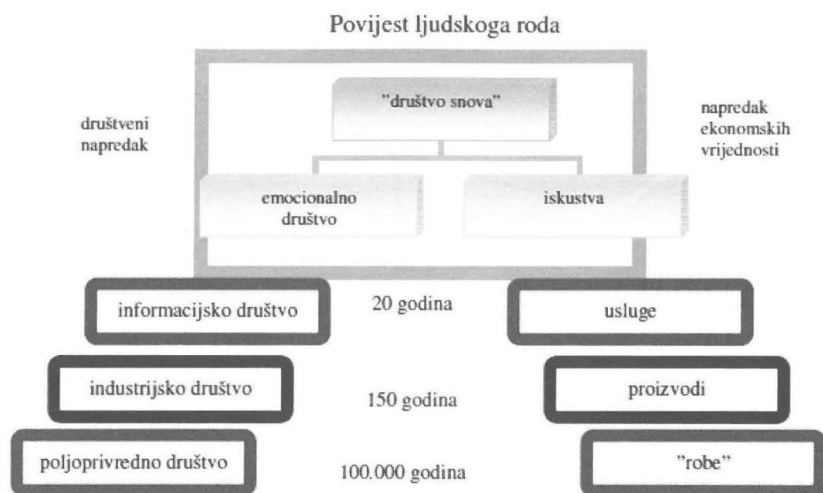 Povijest ljudskoga roda
”društvo snova”
društveni
napredak
napredak
ekonomskih
vrijednosti
emocionalno
društvo
iskustva
informacijsko društvo
20 godina
usluge
industrijsko društvo
150 godina
proizvodi
poljoprivredno društvo
100.000 godina
”robe”